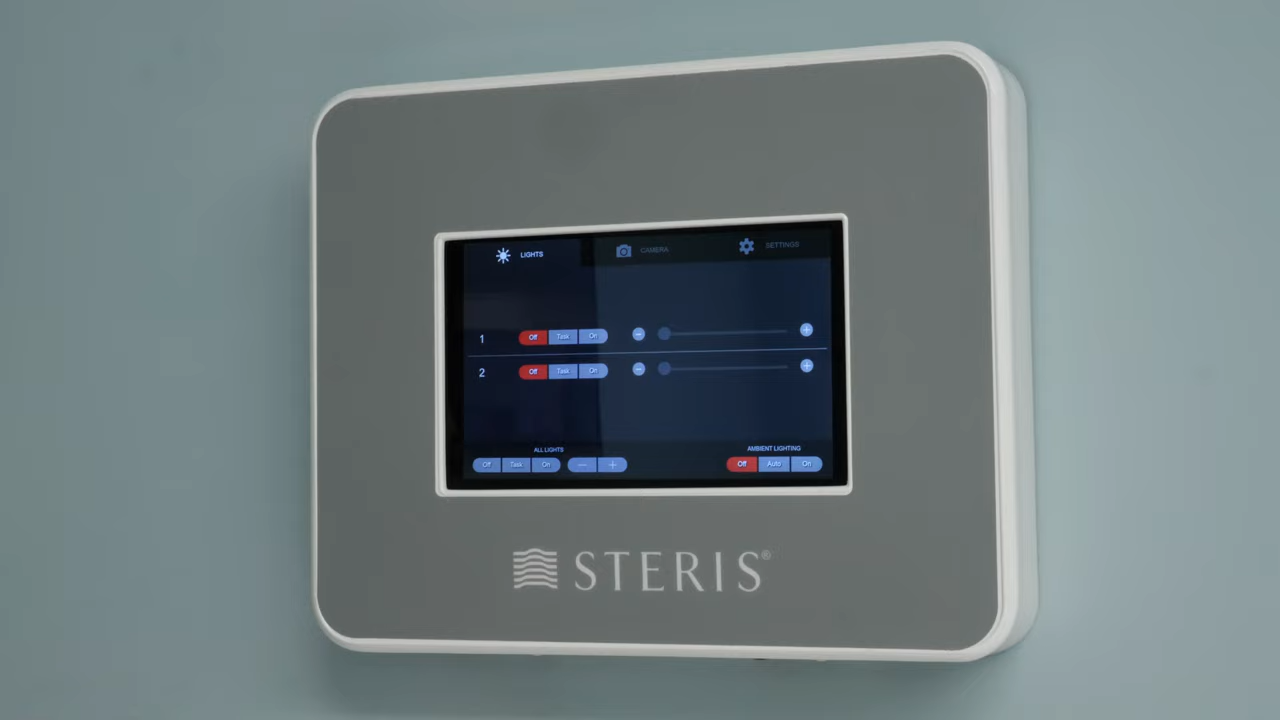 LIGHTS CAMERA SETTINGS
1 Off Task On − +
2 Off Task On − +
ALL LIGHTS AMBIENT LIGHTING
Off Task On − + Off Auto On
STERIS®